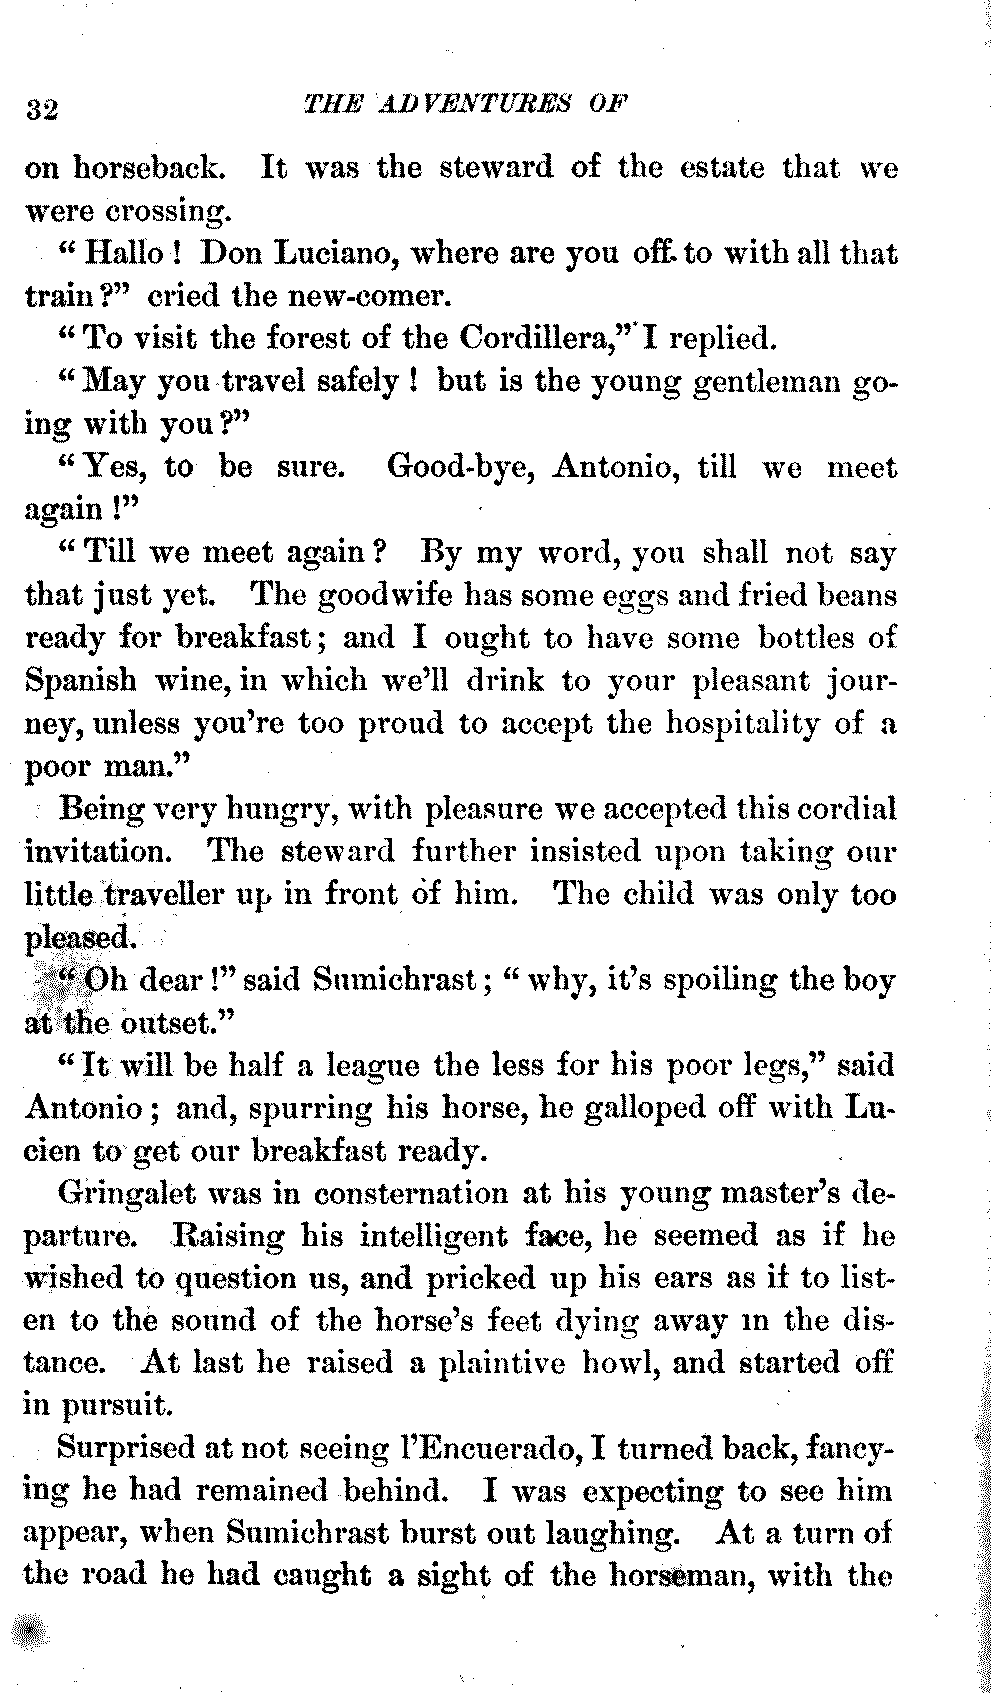 32 THE ADVENTURES OF
on horseback. It was the steward of the estate that we
were crossing.
“Hallo! Don Luciano, where are you off to with all that
train?” cried the new-comer.
“To visit the forest of the Cordillera,” I replied.
“May you travel safely! but is the young gentleman go-
ing with you?”
“Yes, to be sure. Good-bye, Antonio, till we meet
again!”
“Till we meet again? By my word, you shall not say
that just yet. The goodwife has some eggs and fried beans
ready for breakfast; and I ought to have some bottles of
Spanish wine, in which we’ll drink to your pleasant jour-
ney, unless you’re too proud to accept the hospitality of a
poor man.”
Being very hungry, with pleasure we accepted this cordial
invitation. The steward further insisted upon taking our
little traveller up in front of him. The child was only too
pleased.
“Oh dear!” said Sumichrast; “why, it’s spoiling the boy
at the outset.”
“It will be half a league the less for his poor legs,” said
Antonio; and, spurring his horse, he galloped off with Lu-
cien to get our breakfast ready.
Gringalet was in consternation at his young master’s de-
parture. Raising his intelligent face, he seemed as if he
wished to question us, and pricked up his ears as if to list-
en to the sound of the horse’s feet dying away in the dis-
tance. At last he raised a plaintive howl, and started off
in pursuit.
Surprised at not seeing l’Encuerado, I turned back, fancy-
ing he had remained behind. I was expecting to see him
appear, when Sumichrast burst out laughing. At a turn of
the road he had caught a sight of the horseman, with the